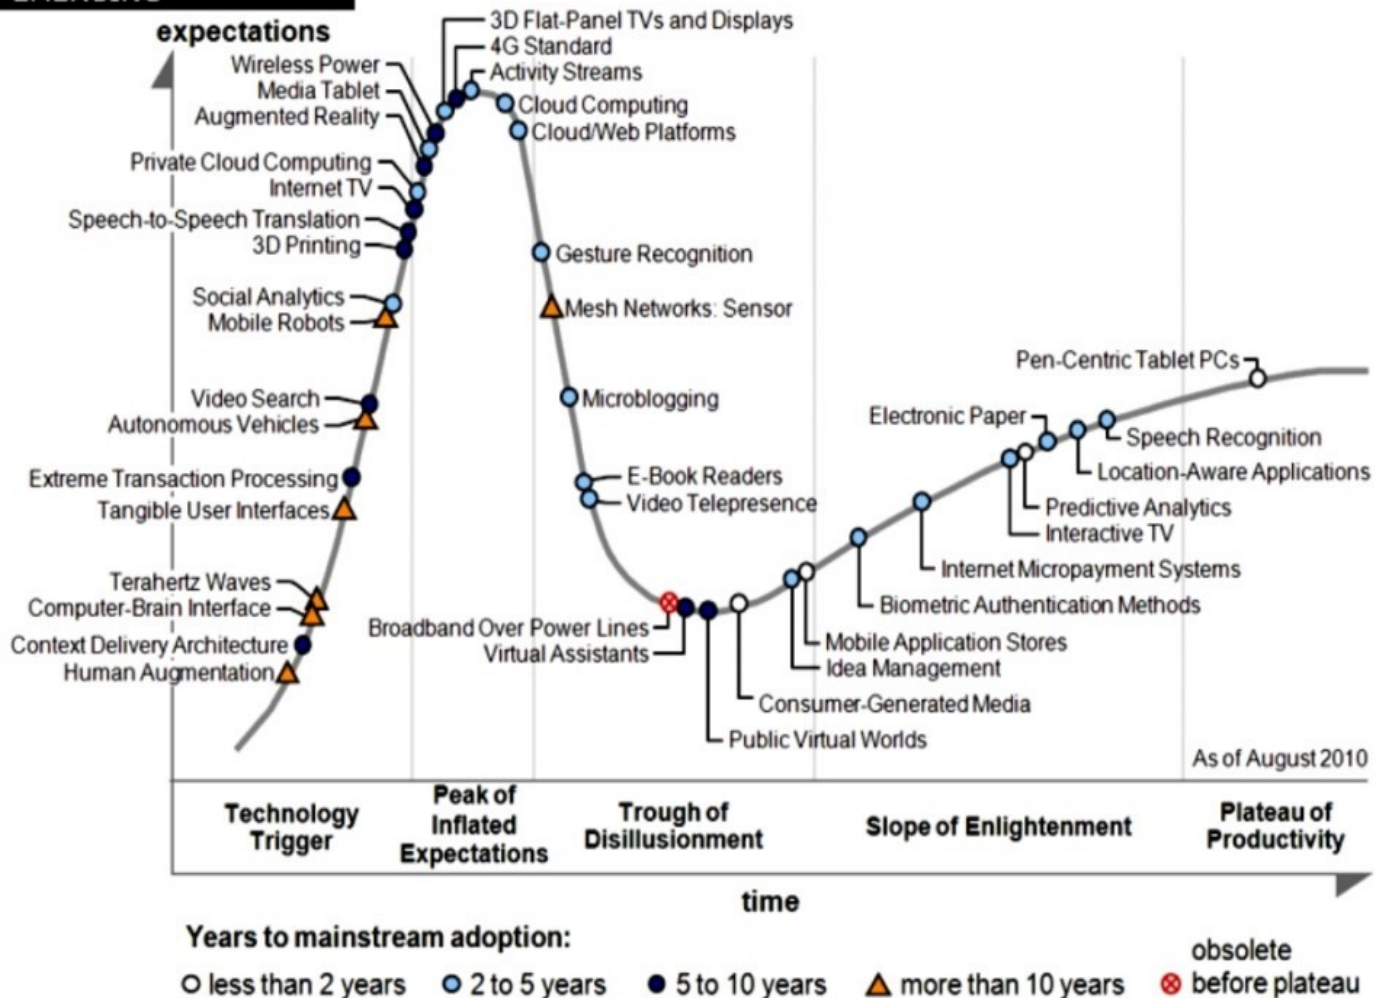 expectations
3D Flat-Panel TVs and Displays
4G Standard
Activity Streams
Wireless Power
Media Tablet
Augmented Reality
Cloud Computing
Cloud/Web Platforms
Private Cloud Computing
Internet TV
Speech-to-Speech Translation
3D Printing
Gesture Recognition
Social Analytics
Mobile Robots
Mesh Networks: Sensor
Video Search
Autonomous Vehicles
Microblogging
Extreme Transaction Processing
Tangible User Interfaces
E-Book Readers
Video Telepresence
Terahertz Waves
Computer-Brain Interface
Context Delivery Architecture
Human Augmentation
Broadband Over Power Lines
Virtual Assistants
Public Virtual Worlds
Consumer-Generated Media
Idea Management
Mobile Application Stores
Biometric Authentication Methods
Internet Micropayment Systems
Interactive TV
Predictive Analytics
Electronic Paper
Location-Aware Applications
Speech Recognition
Pen-Centric Tablet PCs
As of August 2010
Technology
Trigger
Peak of
Inflated
Expectations
Trough of
Disillusionment
Slope of Enlightenment
Plateau of
Productivity
time
Years to mainstream adoption:
less than 2 years
2 to 5 years
5 to 10 years
more than 10 years
obsolete
before plateau